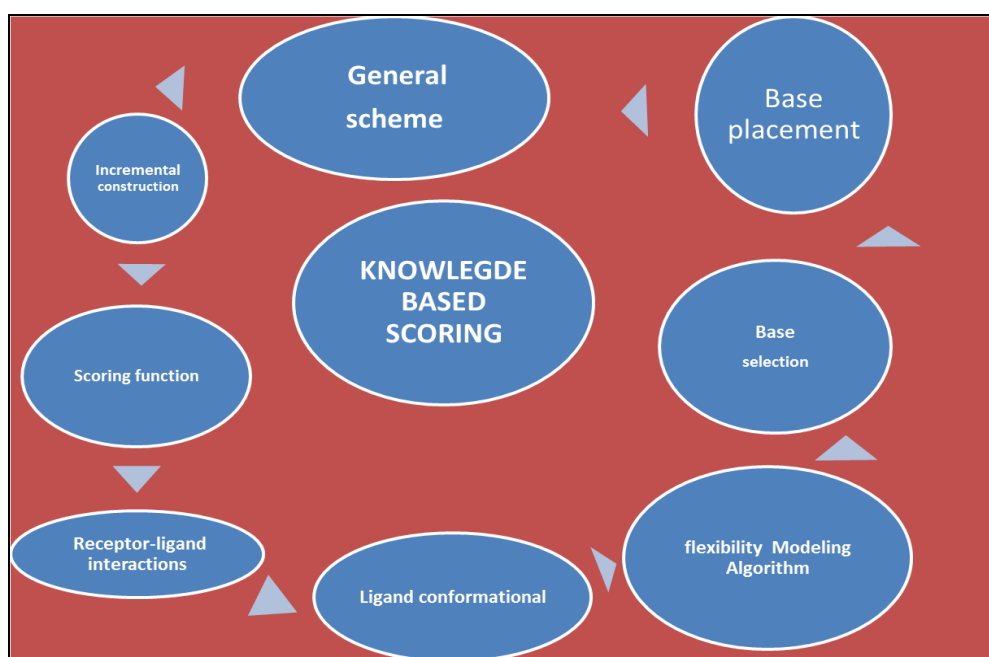 General
scheme
Base
placement
Incremental
construction
KNOWLEGDE
BASED
SCORING
Base
selection
Scoring function
Receptor-ligand
interactions
flexibility Modeling
Algorithm
Ligand conformational